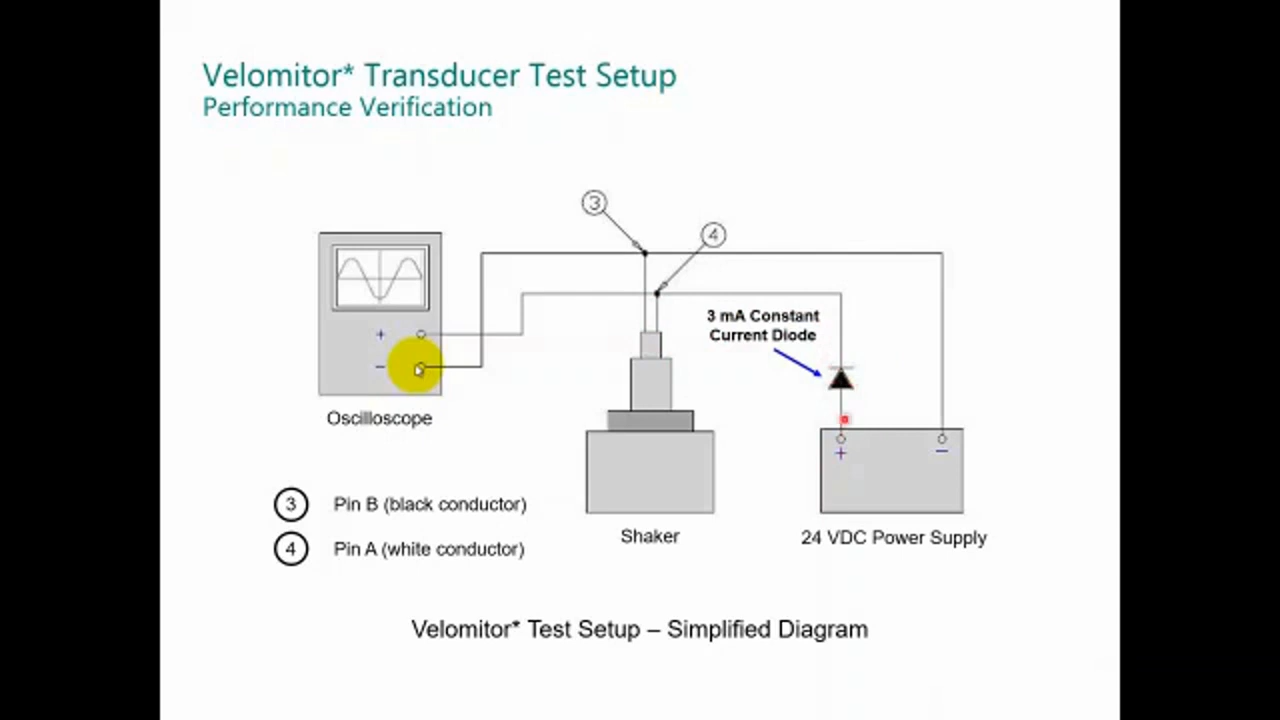 Velomitor* Transducer Test Setup
Performance Verification
3
4
3 mA Constant
Current Diode
+
−
Oscilloscope
+
−
3 Pin B (black conductor)
4 Pin A (white conductor)
Shaker
24 VDC Power Supply
Velomitor* Test Setup – Simplified Diagram